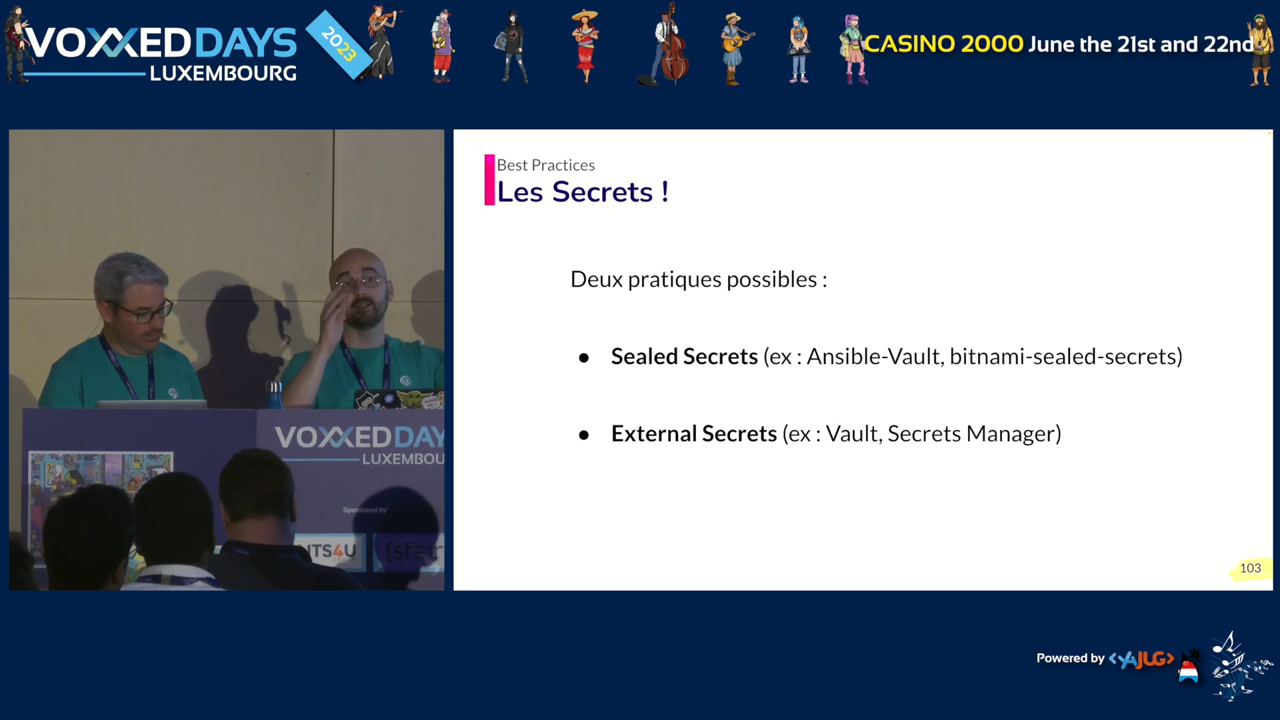 VOXXED DAYS
LUXEMBOURG
2023
CASINO 2000 June the 21st and 22nd
Best Practices
Les Secrets !
Deux pratiques possibles :
● Sealed Secrets (ex : Ansible-Vault, bitnami-sealed-secrets)
● External Secrets (ex : Vault, Secrets Manager)
103
VOXXED DAY
LUXEMBOU
Sponsored by
ITS4U
Powered by <YAJUG>